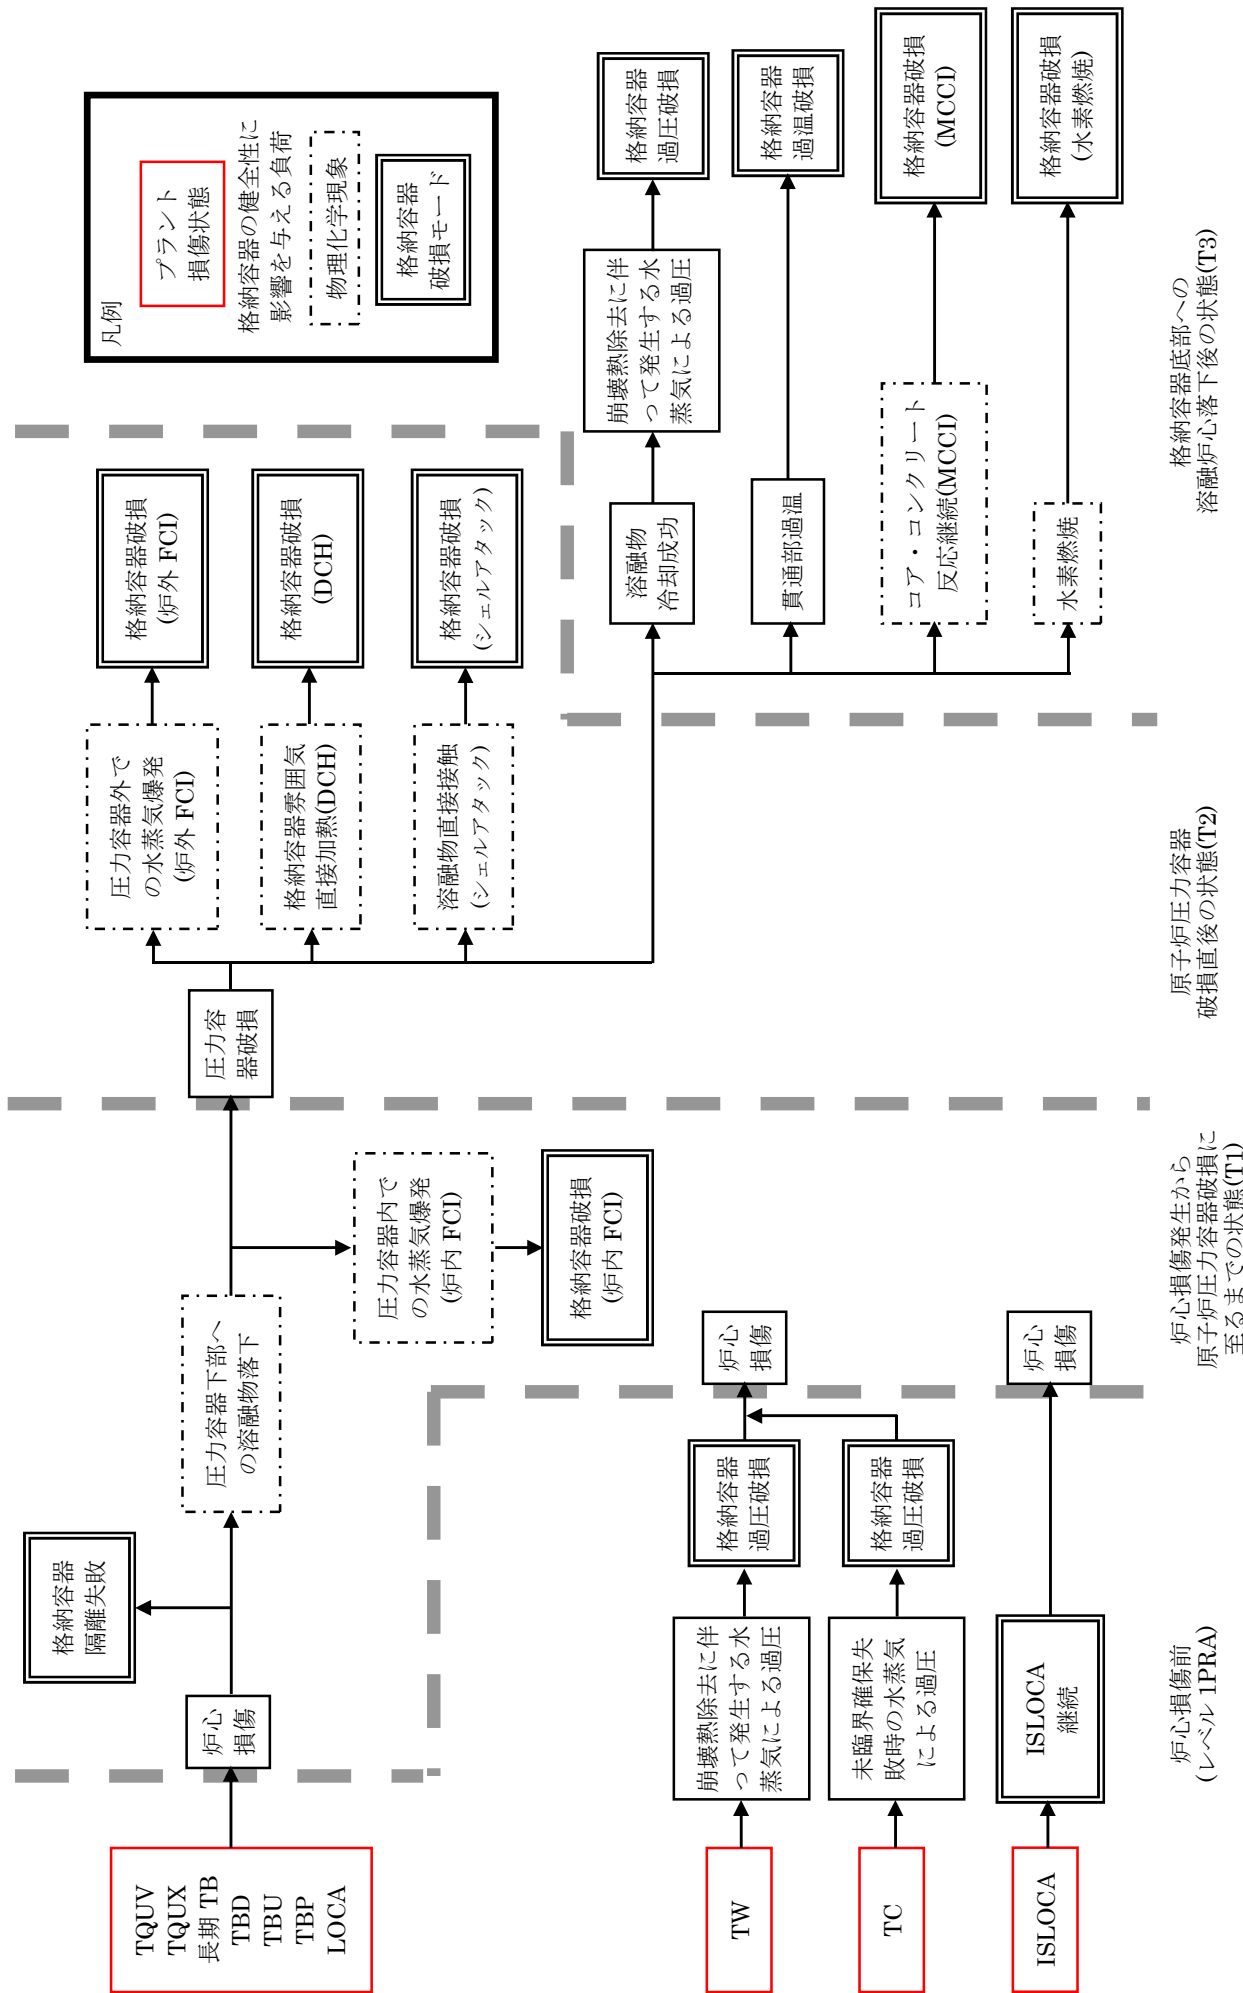 TQUV
TQUX
長期 TB
TBD
TBU
TBP
LOCA
炉心
損傷
格納容器
隔離失敗
圧力容器下部へ
の溶融物落下
圧力容器内で
の水蒸気爆発
(炉内 FCI)
格納容器破損
(炉内 FCI)
圧力容
器破損
圧力容器外で
の水蒸気爆発
(炉外 FCI)
格納容器破損
(炉外 FCI)
格納容器雰囲気
直接加熱(DCH)
格納容器破損
(DCH)
溶融物直接接触
(シェルアタック)
格納容器破損
(シェルアタック)
溶融物
冷却成功
崩壊熱除去に伴
って発生する水
蒸気による過圧
格納容器
過圧破損
貫通部過温
格納容器
過温破損
コア・コンクリート
反応継続(MCCI)
格納容器破損
(MCCI)
水素燃焼
格納容器破損
(水素燃焼)
TW
崩壊熱除去に伴
って発生する水
蒸気による過圧
格納容器
過圧破損
炉心
損傷
TC
未臨界確保失
敗時の水蒸気
による過圧
格納容器
過圧破損
ISLOCA
ISLOCA
継続
炉心
損傷
炉心損傷前
(レベル 1PRA)
炉心損傷発生から
原子炉圧力容器破損に
至るまでの状態(T1)
原子炉圧力容器
破損直後の状態(T2)
格納容器底部への
溶融炉心落下後の状態(T3)
凡例
プラント
損傷状態
格納容器の健全性に
影響を与える負荷
物理化学現象
格納容器
破損モード